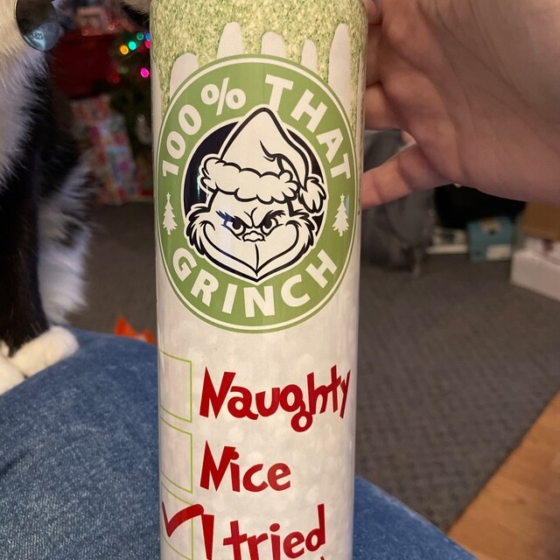 100% THAT
GRINCH
Naughty
Nice
I tried